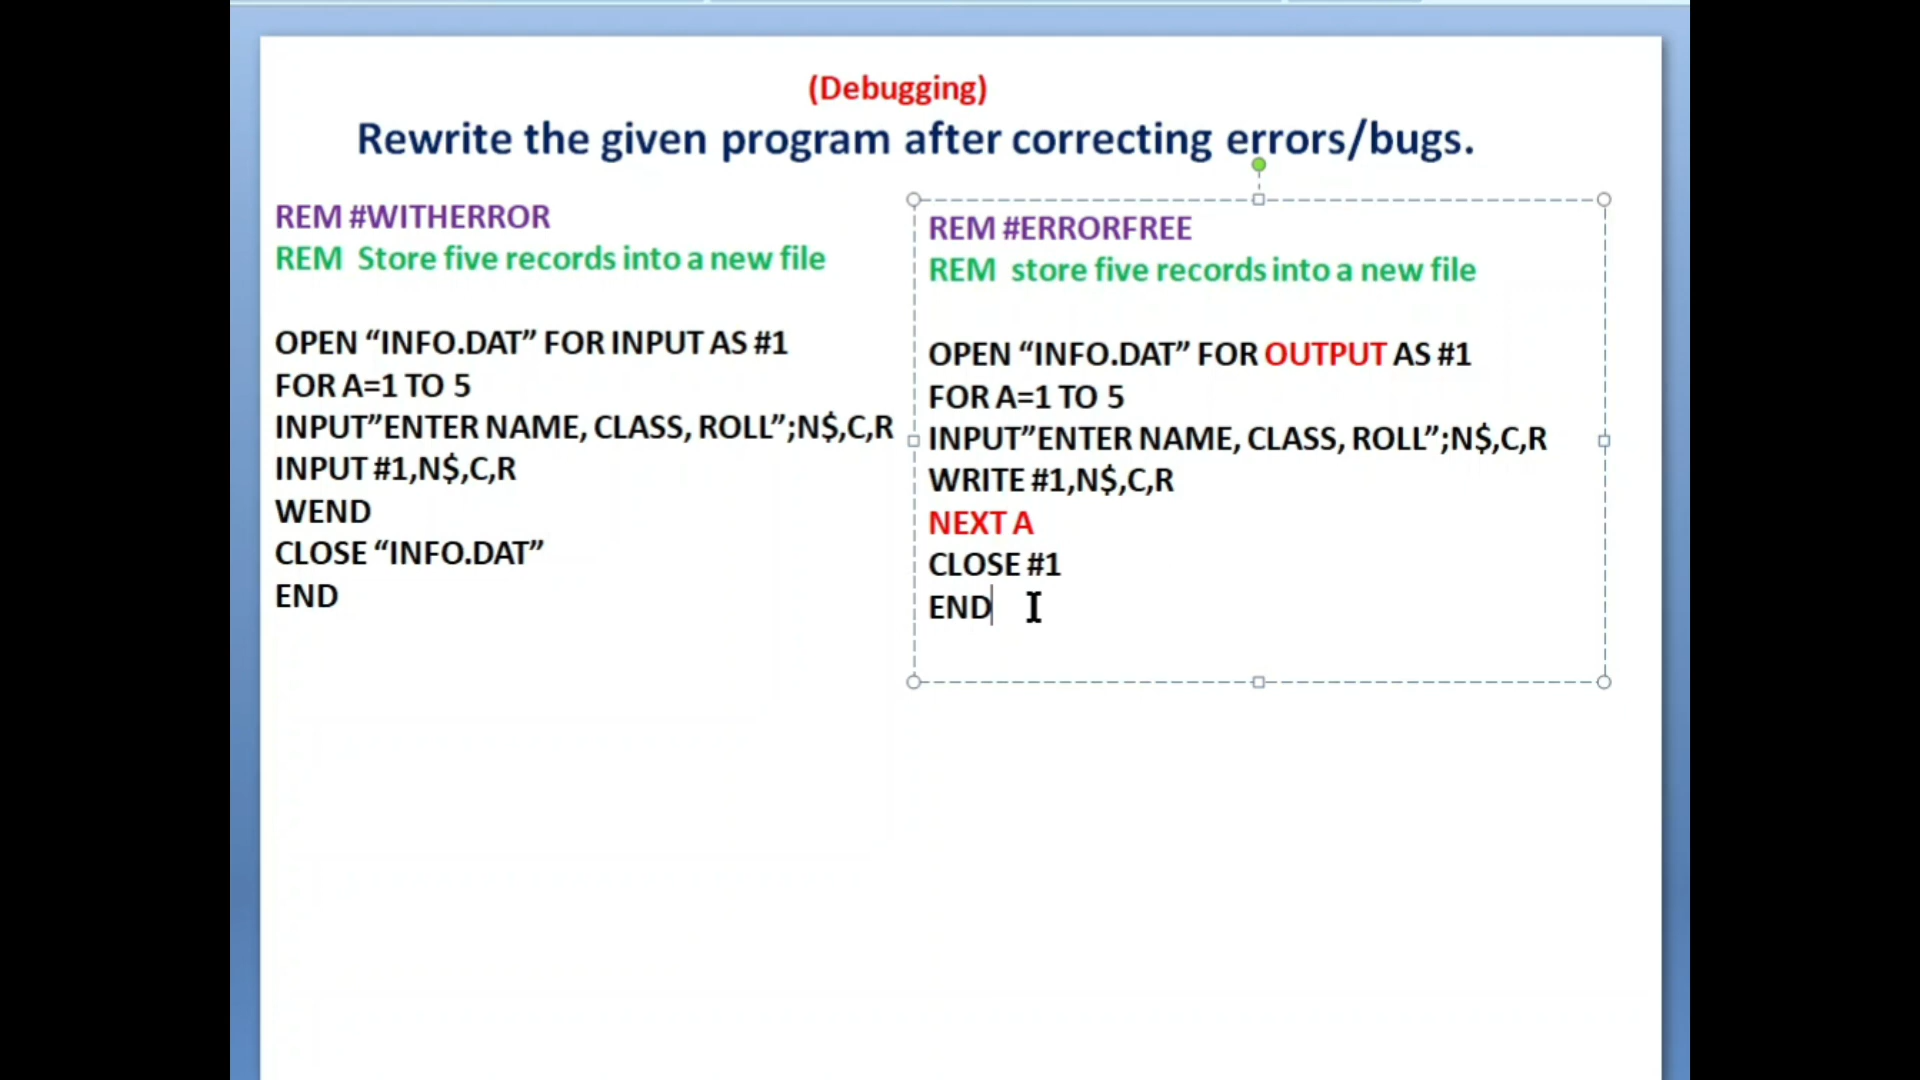 (Debugging)
Rewrite the given program after correcting errors/bugs.
REM #WITHERROR
REM  Store five records into a new file
OPEN “INFO.DAT” FOR INPUT AS #1
FOR A=1 TO 5
INPUT”ENTER NAME, CLASS, ROLL”;N$,C,R
INPUT #1,N$,C,R
WEND
CLOSE “INFO.DAT”
END
REM #ERRORFREE
REM  store five records into a new file
OPEN “INFO.DAT” FOR OUTPUT AS #1
FOR A=1 TO 5
INPUT”ENTER NAME, CLASS, ROLL”;N$,C,R
WRITE #1,N$,C,R
NEXT A
CLOSE #1
END